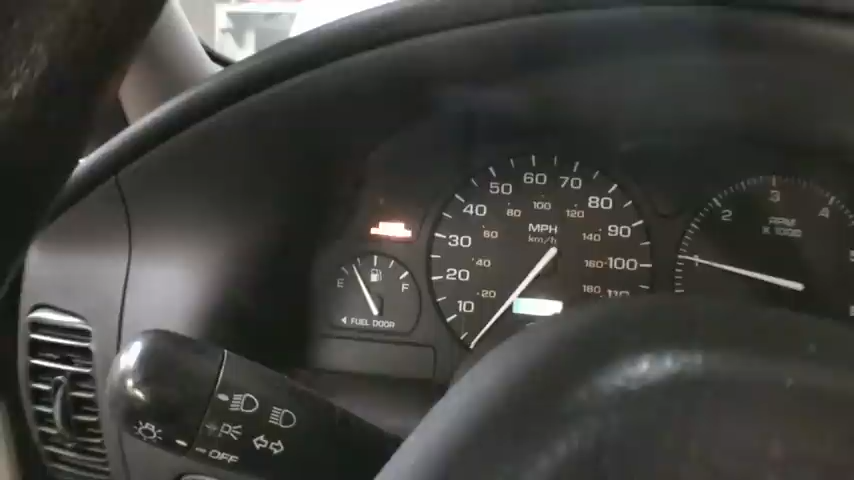 50 60 70
40 80
80 100 120
MPH
km/h
30 90
60 140
20 40 160 100
10 20 180 110
E F
FUEL DOOR
2 3 4
RPM
X 1000
OFF